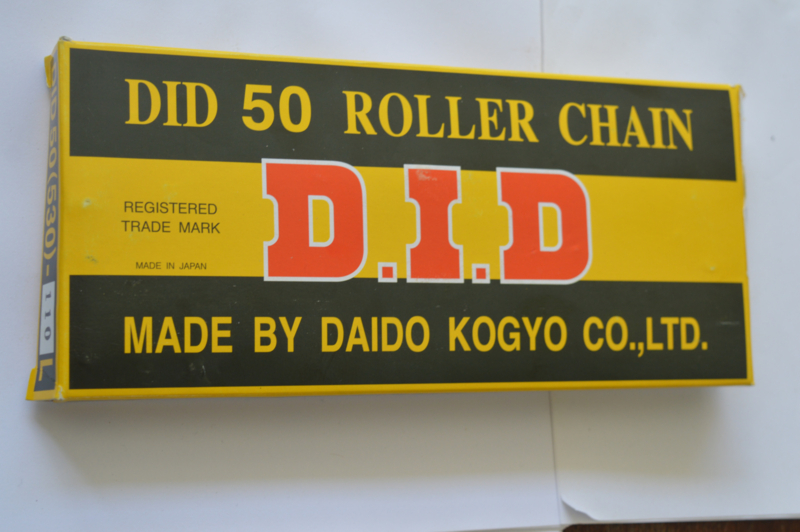 DID 50 ROLLER CHAIN
D.I.D
REGISTERED
TRADE MARK
MADE IN JAPAN
MADE BY DAIDO KOGYO CO.,LTD.
DID 50(530)-110L